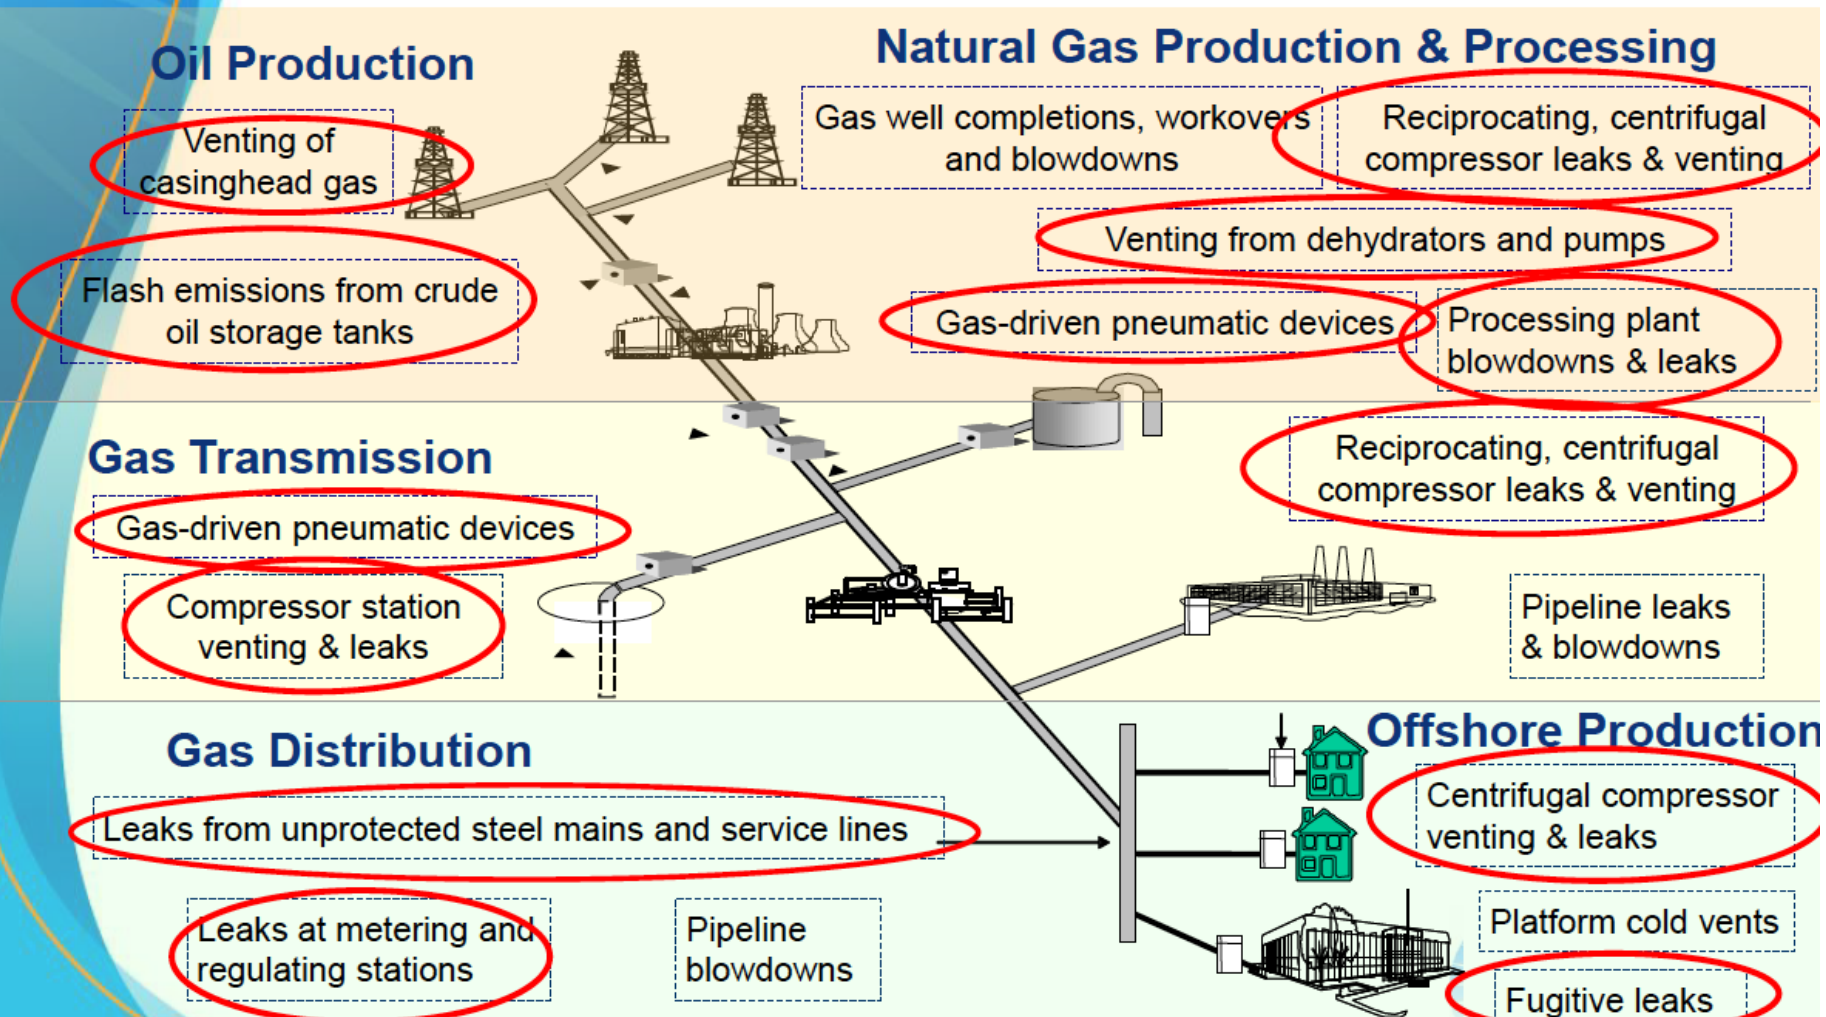 Oil Production
Venting of
casinghead gas
Flash emissions from crude
oil storage tanks
Natural Gas Production & Processing
Gas well completions, workovers
and blowdowns
Reciprocating, centrifugal
compressor leaks & venting
Venting from dehydrators and pumps
Gas-driven pneumatic devices
Processing plant
blowdowns & leaks
Gas Transmission
Gas-driven pneumatic devices
Compressor station
venting & leaks
Reciprocating, centrifugal
compressor leaks & venting
Pipeline leaks
& blowdowns
Gas Distribution
Leaks from unprotected steel mains and service lines
Leaks at metering and
regulating stations
Pipeline
blowdowns
Offshore Production
Centrifugal compressor
venting & leaks
Platform cold vents
Fugitive leaks